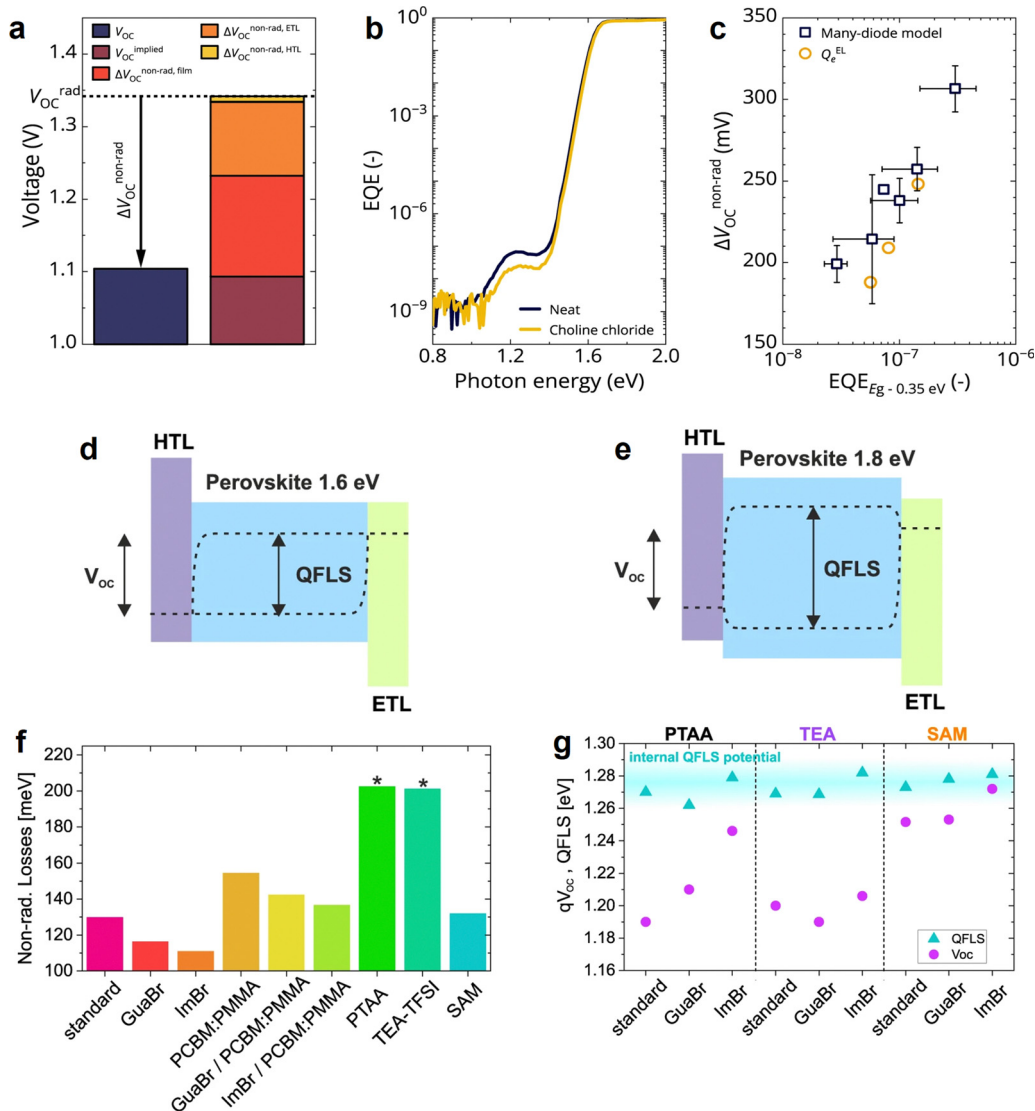 a
V_OC
V_OC^implied
ΔV_OC^non-rad, film
ΔV_OC^non-rad, ETL
ΔV_OC^non-rad, HTL
1.4
V_OC^rad
1.3
1.2
1.1
1.0
Voltage (V)
ΔV_OC^non-rad
b
10^0
10^-3
10^-6
10^-9
EQE (-)
Neat
Choline chloride
0.8 1.2 1.6 2.0
Photon energy (eV)
c
Many-diode model
Q_e^EL
350
300
250
200
150
ΔV_OC^non-rad (mV)
10^-8 10^-7 10^-6
EQE_Eg - 0.35 eV (-)
d
HTL
Perovskite 1.6 eV
V_oc
QFLS
ETL
e
HTL
Perovskite 1.8 eV
V_oc
QFLS
ETL
f
220
200
180
160
140
120
100
Non-rad. Losses [meV]
* *
standard
GuaBr
ImBr
PCBM:PMMA
GuaBr / PCBM:PMMA
ImBr / PCBM:PMMA
PTAA
TEA-TFSI
SAM
g
PTAA TEA SAM
internal QFLS potential
1.30
1.28
1.26
1.24
1.22
1.20
1.18
1.16
qV_oc , QFLS [eV]
QFLS
Voc
standard
GuaBr
ImBr
standard
GuaBr
ImBr
standard
GuaBr
ImBr